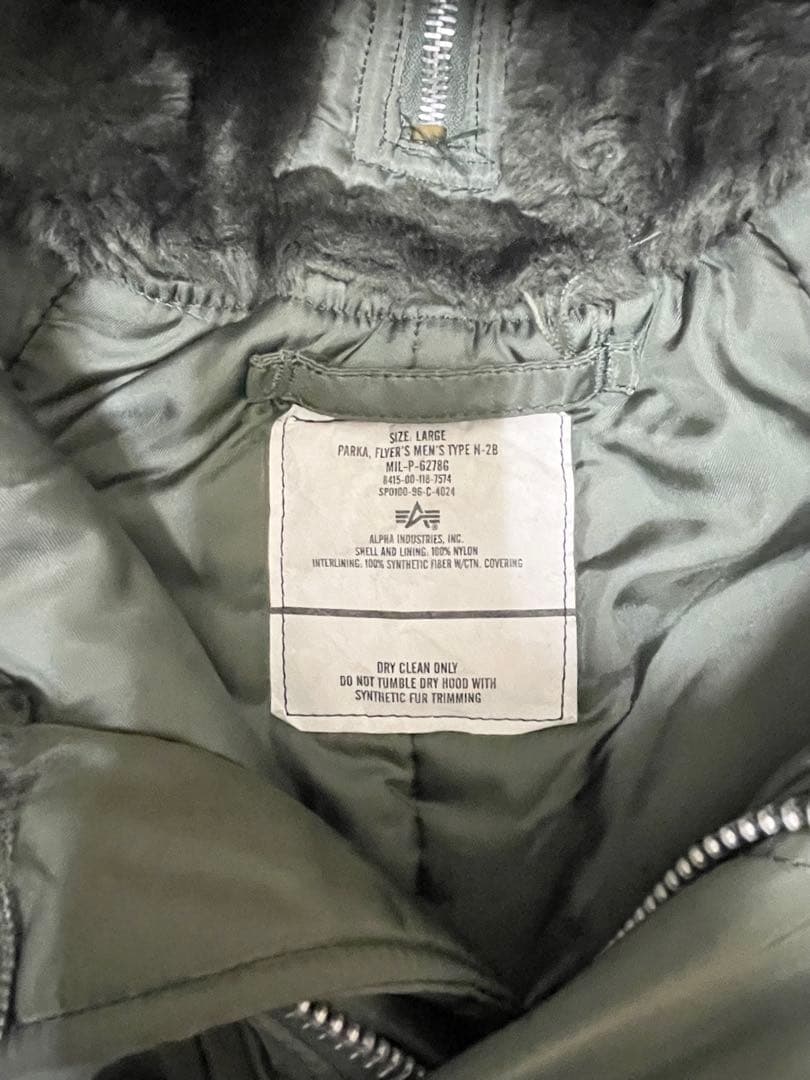 SIZE. LARGE
PARKA, FLYER'S MEN'S TYPE N-2B
MIL-P-6278G
8415-00-118-7574
SPO100-96-C-4024
ALPHA INDUSTRIES, INC.
SHELL AND LINING. 100% NYLON
INTERLINING. 100% SYNTHETIC FIBER W/CTN. COVERING
DRY CLEAN ONLY
DO NOT TUMBLE DRY HOOD WITH
SYNTHETIC FUR TRIMMING